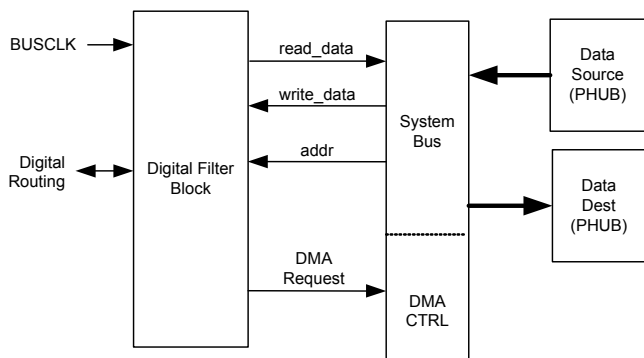 BUSCLK
Digital
Routing
Digital Filter
Block
read_data
write_data
addr
DMA
Request
System
Bus
DMA
CTRL
Data
Source
(PHUB)
Data
Dest
(PHUB)